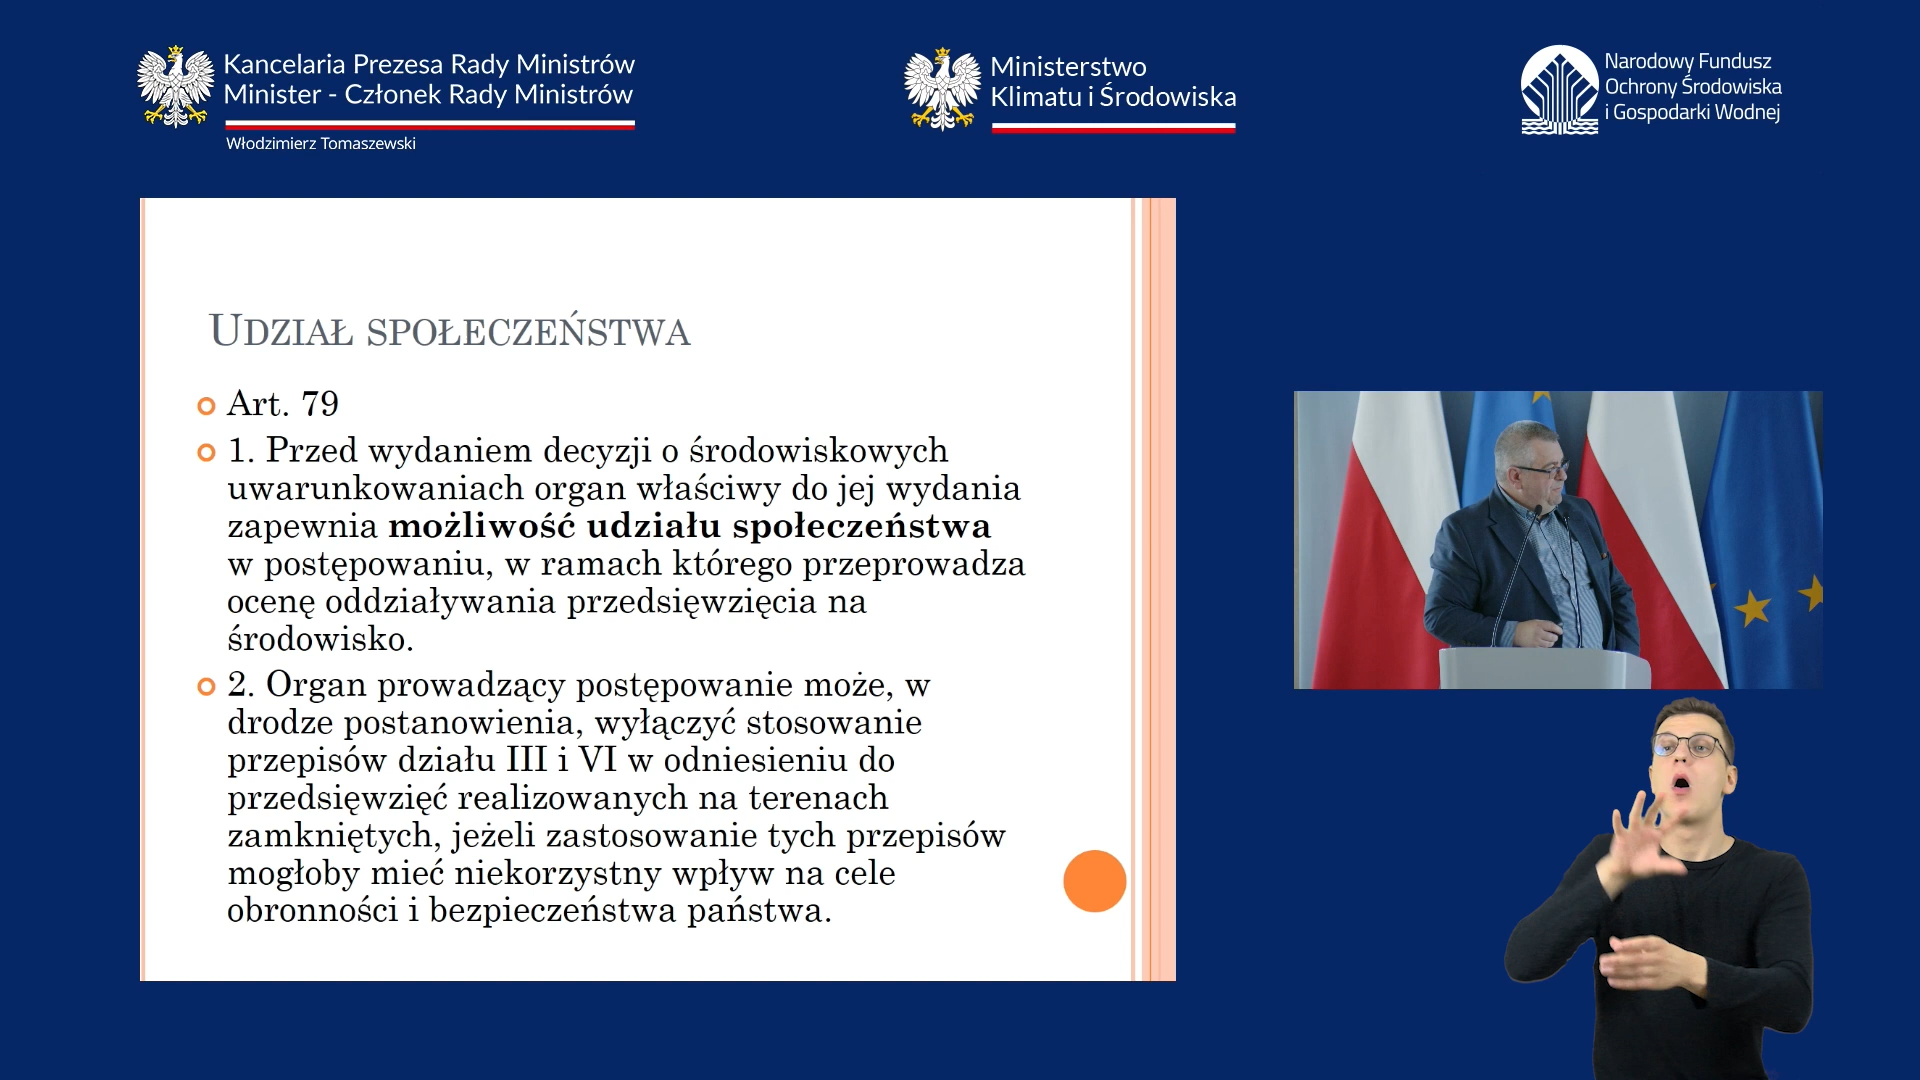 Kancelaria Prezesa Rady Ministrów
Minister - Członek Rady Ministrów
Włodzimierz Tomaszewski
Ministerstwo
Klimatu i Środowiska
Narodowy Fundusz
Ochrony Środowiska
i Gospodarki Wodnej
UDZIAŁ SPOŁECZEŃSTWA
Art. 79
1. Przed wydaniem decyzji o środowiskowych
uwarunkowaniach organ właściwy do jej wydania
zapewnia możliwość udziału społeczeństwa
w postępowaniu, w ramach którego przeprowadza
ocenę oddziaływania przedsięwzięcia na
środowisko.
2. Organ prowadzący postępowanie może, w
drodze postanowienia, wyłączyć stosowanie
przepisów działu III i VI w odniesieniu do
przedsięwzięć realizowanych na terenach
zamkniętych, jeżeli zastosowanie tych przepisów
mogłoby mieć niekorzystny wpływ na cele
obronności i bezpieczeństwa państwa.